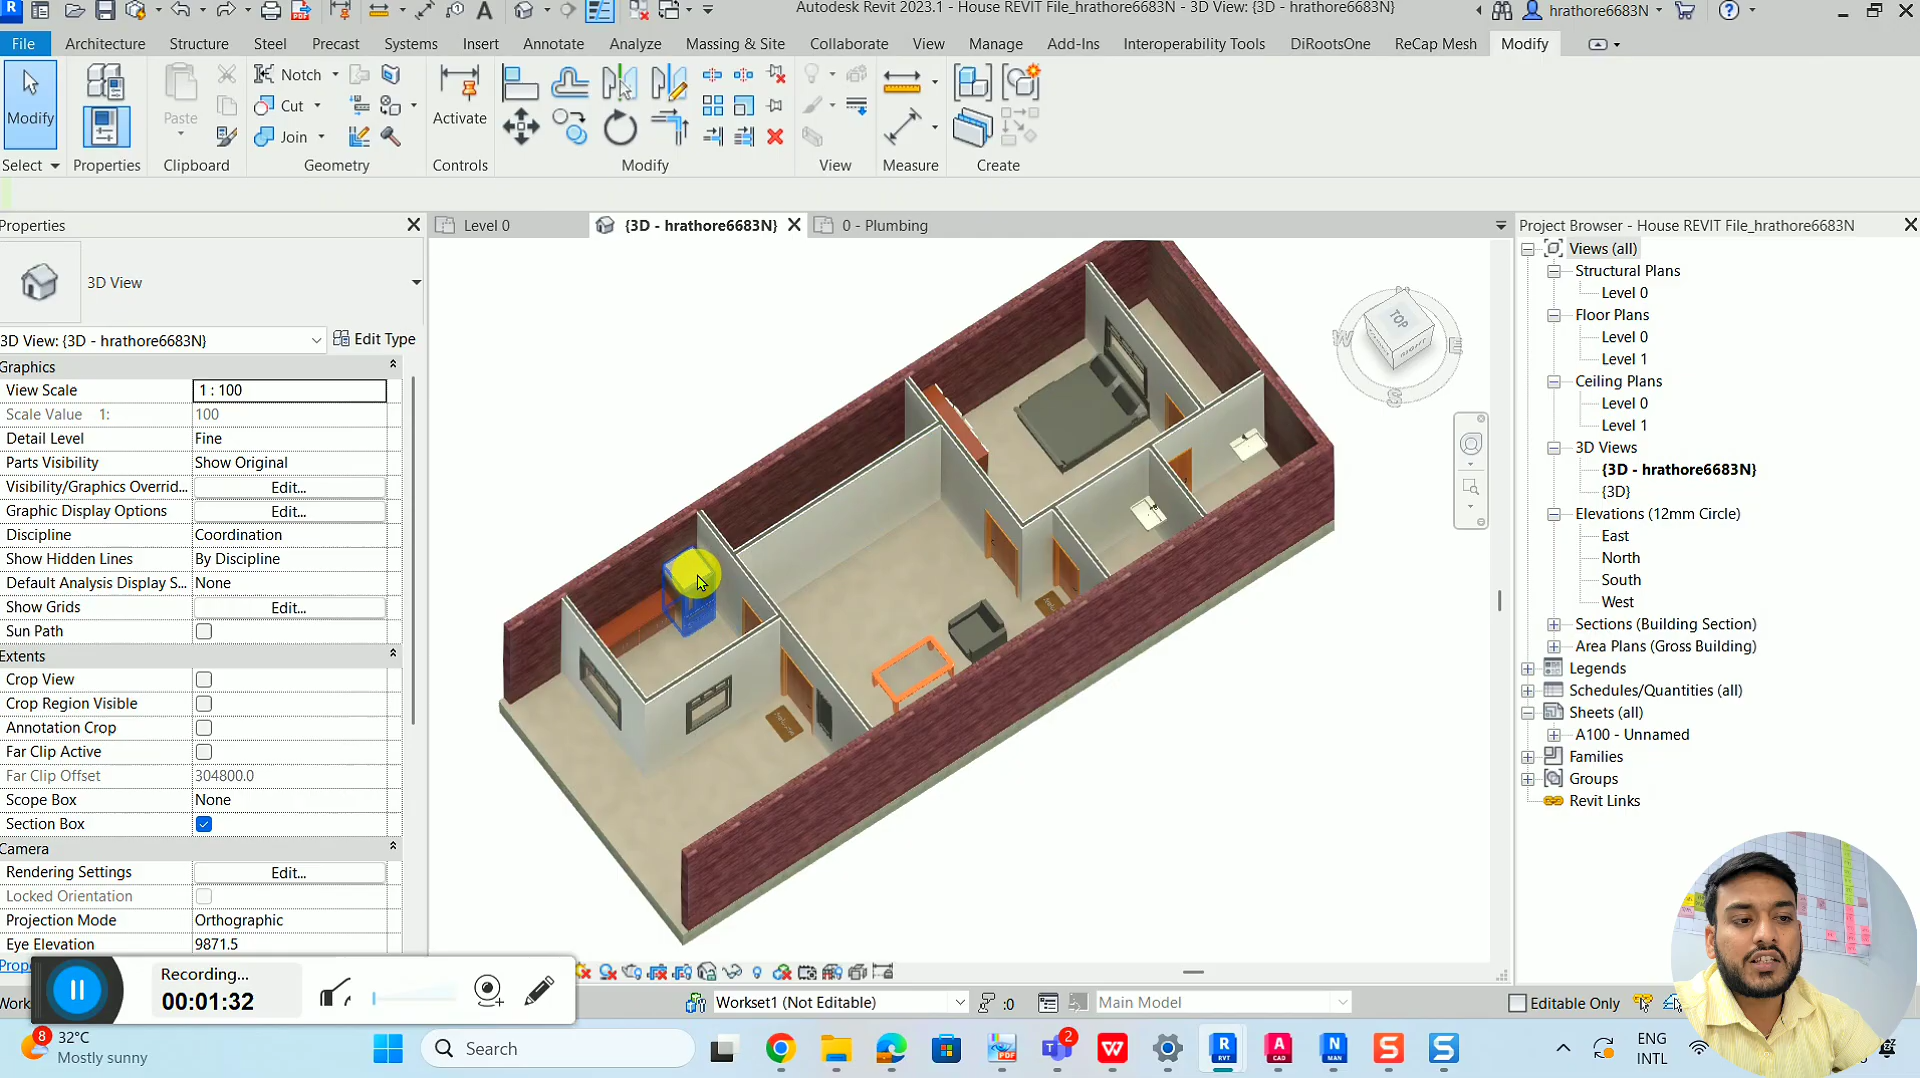 Autodesk Revit 2023.1 - House REVIT File_hrathore6683N - 3D View: {3D - hrathore6683N}
hrathore6683N
File Architecture Structure Steel Precast Systems Insert Annotate Analyze Massing & Site Collaborate View Manage Add-Ins Interoperability Tools DiRootsOne ReCap Mesh Modify
Notch
Cut
Modify
Paste
Activate
Join
Select Properties Clipboard Geometry Controls Modify View Measure Create
Properties
Level 0
{3D - hrathore6683N}
0 - Plumbing
Project Browser - House REVIT File_hrathore6683N
3D View
3D View: {3D - hrathore6683N}
Edit Type
Graphics
View Scale 1 : 100
Scale Value 1: 100
Detail Level Fine
Parts Visibility Show Original
Visibility/Graphics Overrid... Edit...
Graphic Display Options Edit...
Discipline Coordination
Show Hidden Lines By Discipline
Default Analysis Display S... None
Show Grids Edit...
Sun Path
Extents
Crop View
Crop Region Visible
Annotation Crop
Far Clip Active
Far Clip Offset 304800.0
Scope Box None
Section Box
Camera
Rendering Settings Edit...
Locked Orientation
Projection Mode Orthographic
Eye Elevation 9871.5
TOP
RIGHT
W
E
S
Views (all)
Structural Plans
Level 0
Floor Plans
Level 0
Level 1
Ceiling Plans
Level 0
Level 1
3D Views
{3D - hrathore6683N}
{3D}
Elevations (12mm Circle)
East
North
South
West
Sections (Building Section)
Area Plans (Gross Building)
Legends
Schedules/Quantities (all)
Sheets (all)
A100 - Unnamed
Families
Groups
Revit Links
Recording...
00:01:32
Workset1 (Not Editable)
:0
Main Model
Editable Only
8
32°C
Mostly sunny
Search
2
ENG
INTL